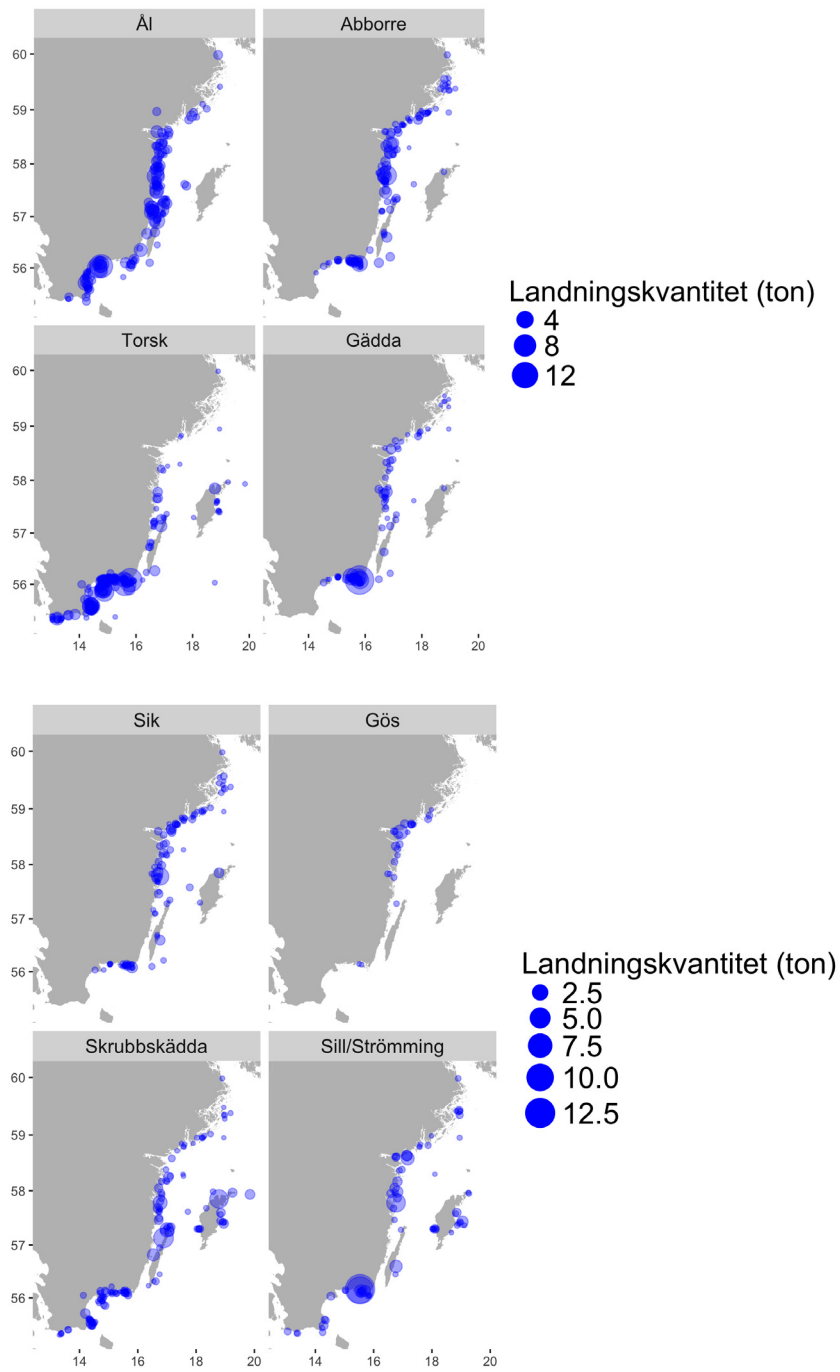 Ål
Abborre
60
59
58
57
56
Landningskvantitet (ton)
4
8
12
Torsk
Gädda
60
59
58
57
56
14 16 18 20
14 16 18 20
Sik
Gös
60
59
58
57
56
Landningskvantitet (ton)
2.5
5.0
7.5
10.0
12.5
Skrubbskädda
Sill/Strömming
60
59
58
57
56
14 16 18 20
14 16 18 20